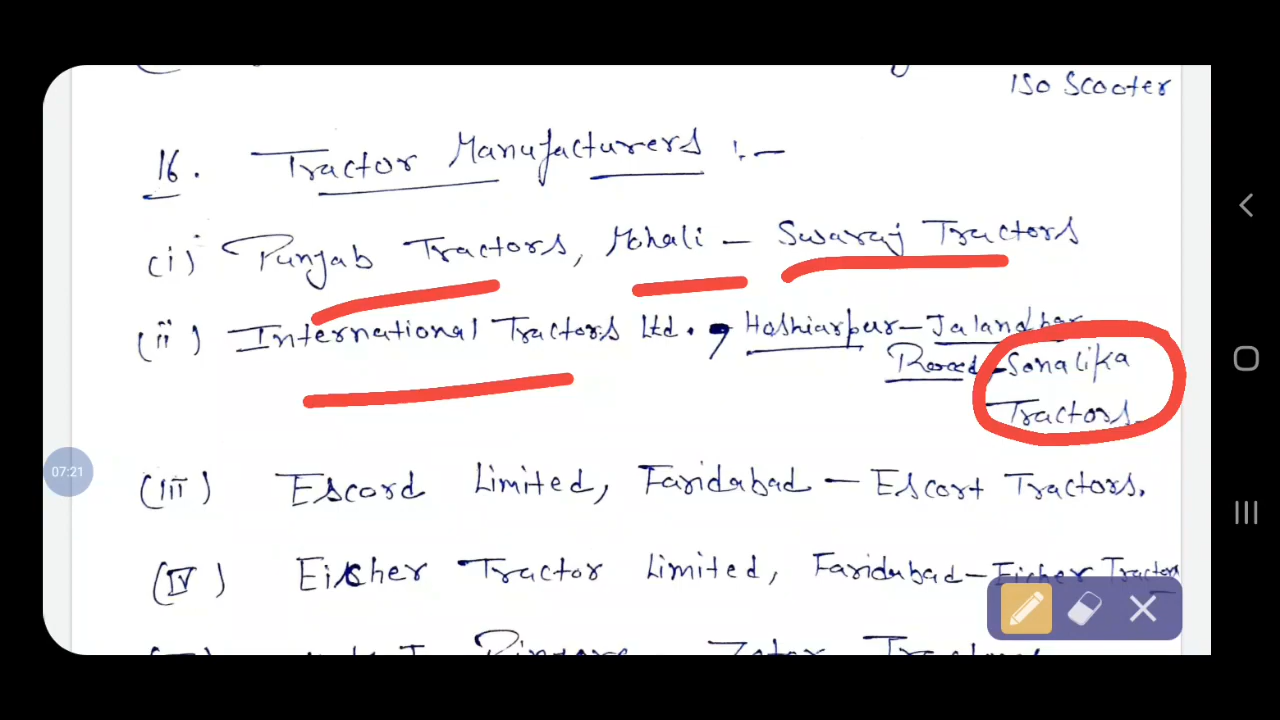 ISO Scooter
16. Tractor Manufacturers :-
(i) Punjab Tractors, Mohali - Swaraj Tractors
(ii) International Tractors Ltd. , Hoshiarpur-Jalandhar
Road-Sonalika
Tractors.
07:21
(iii) Escord Limited, Faridabad - Escort Tractors.
(iv) Eicher Tractor Limited, Faridabad-Eicher Tractors